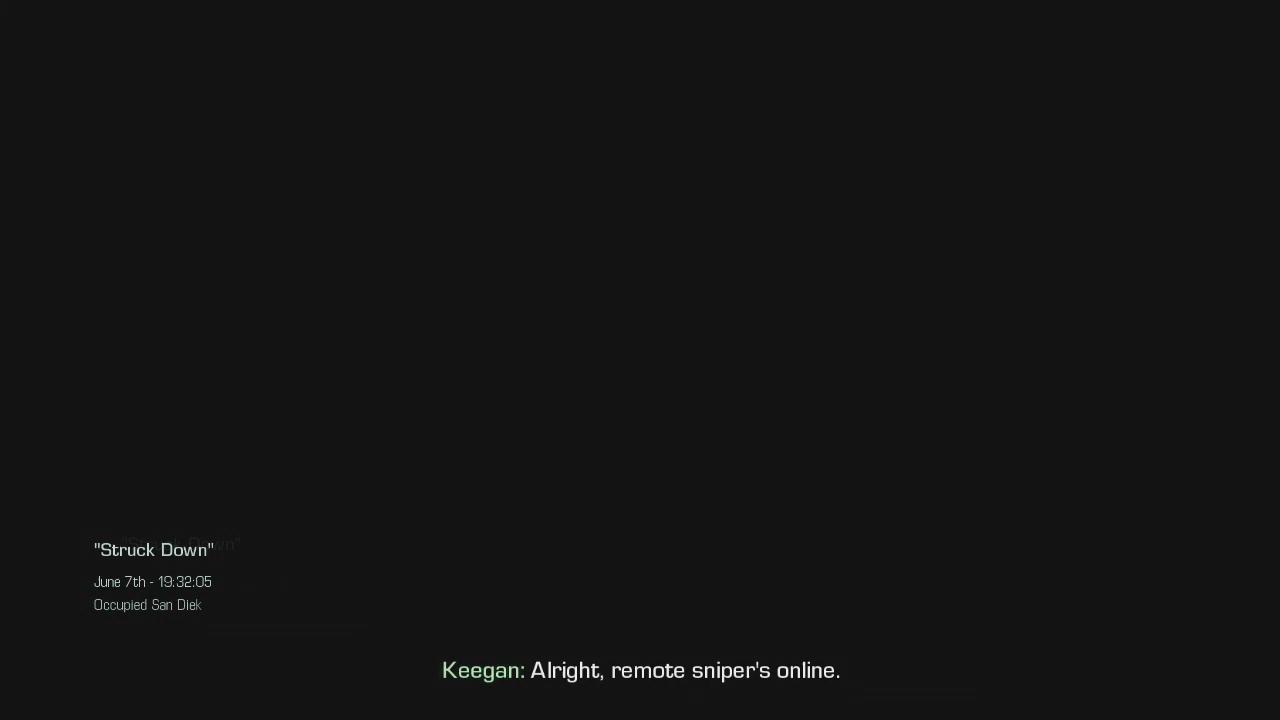 "Struck Down"
June 7th - 19:32:05
Occupied San Diek
Keegan: Alright, remote sniper's online.